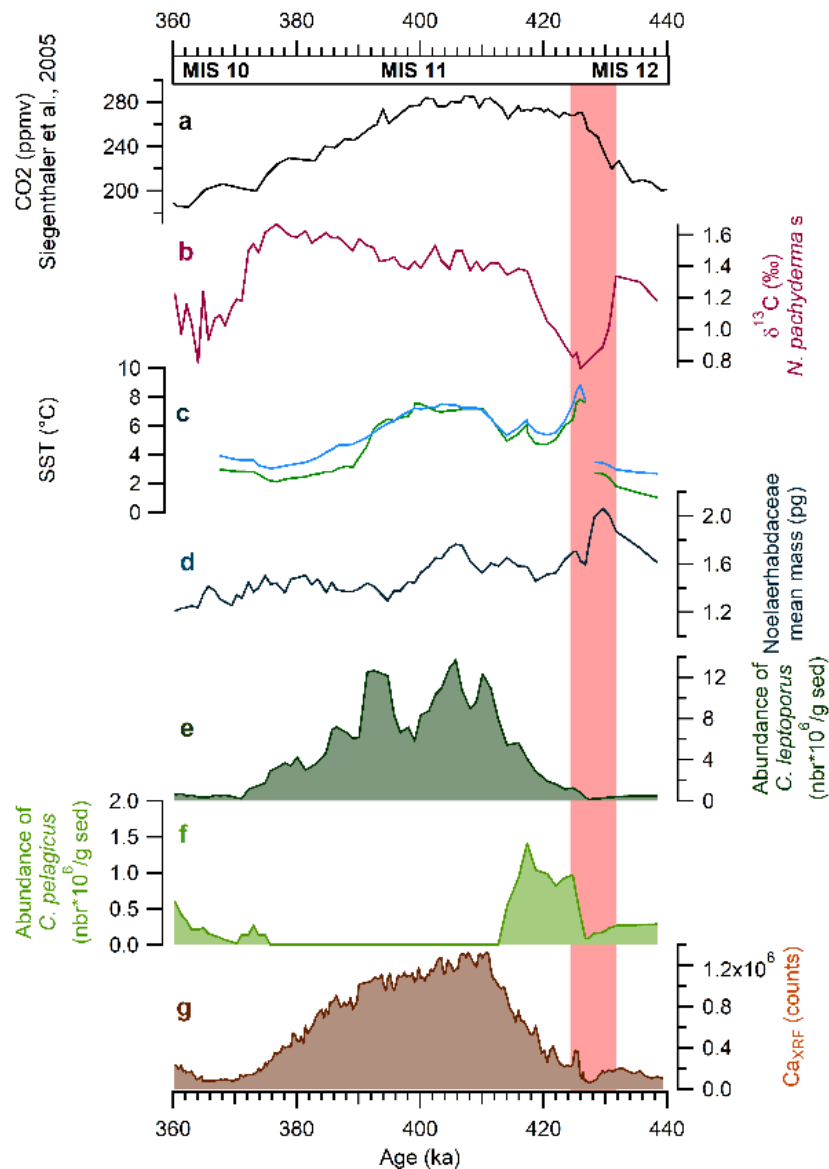 360 380 400 420 440
MIS 10 MIS 11 MIS 12
CO2 (ppmv)
Siegenthaler et al., 2005
280
240
200
a
b
1.6
1.4
1.2
1.0
0.8
δ13C (‰)
N. pachyderma s
SST (°C)
10
8
6
4
2
0
c
d
2.0
1.6
1.2
Noelaerhabdaceae
mean mass (pg)
e
12
8
4
0
Abundance of
C. leptoporus
(nbr*10^6/g sed)
Abundance of
C. pelagicus
(nbr*10^6/g sed)
2.0
1.5
1.0
0.5
0.0
f
g
1.2x10^6
0.8
0.4
0.0
CaXRF (counts)
360 380 400 420 440
Age (ka)